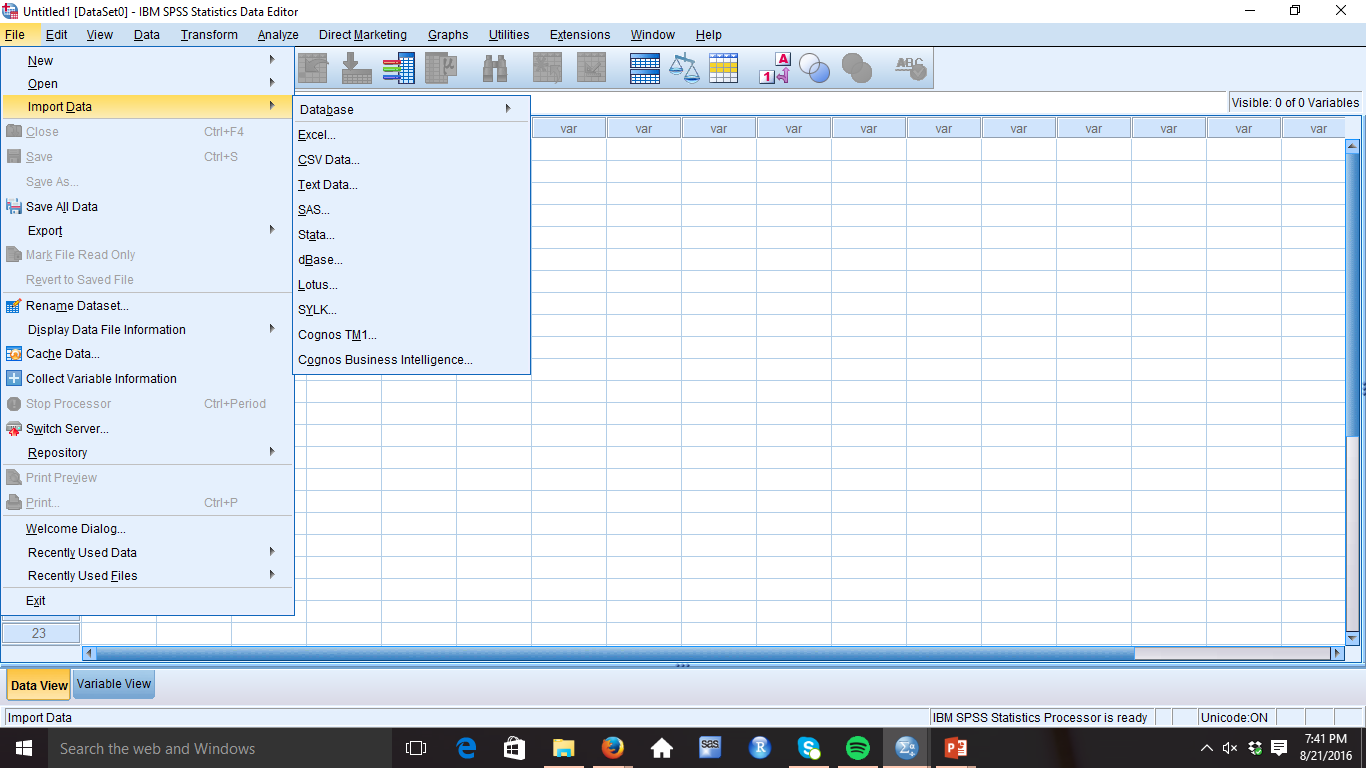 Untitled1 [DataSet0] - IBM SPSS Statistics Data Editor
File Edit View Data Transform Analyze Direct Marketing Graphs Utilities Extensions Window Help
New
Open
Import Data
Close Ctrl+F4
Save Ctrl+S
Save As...
Save All Data
Export
Mark File Read Only
Revert to Saved File
Rename Dataset...
Display Data File Information
Cache Data...
Collect Variable Information
Stop Processor Ctrl+Period
Switch Server...
Repository
Print Preview
Print... Ctrl+P
Welcome Dialog...
Recently Used Data
Recently Used Files
Exit
Database
Excel...
CSV Data...
Text Data...
SAS...
Stata...
dBase...
Lotus...
SYLK...
Cognos TM1...
Cognos Business Intelligence...
1 A
ABC
Visible: 0 of 0 Variables
var var var var var var var var var var var
23
Data View Variable View
Import Data IBM SPSS Statistics Processor is ready Unicode:ON
Search the web and Windows
sas
R
7:41 PM
8/21/2016